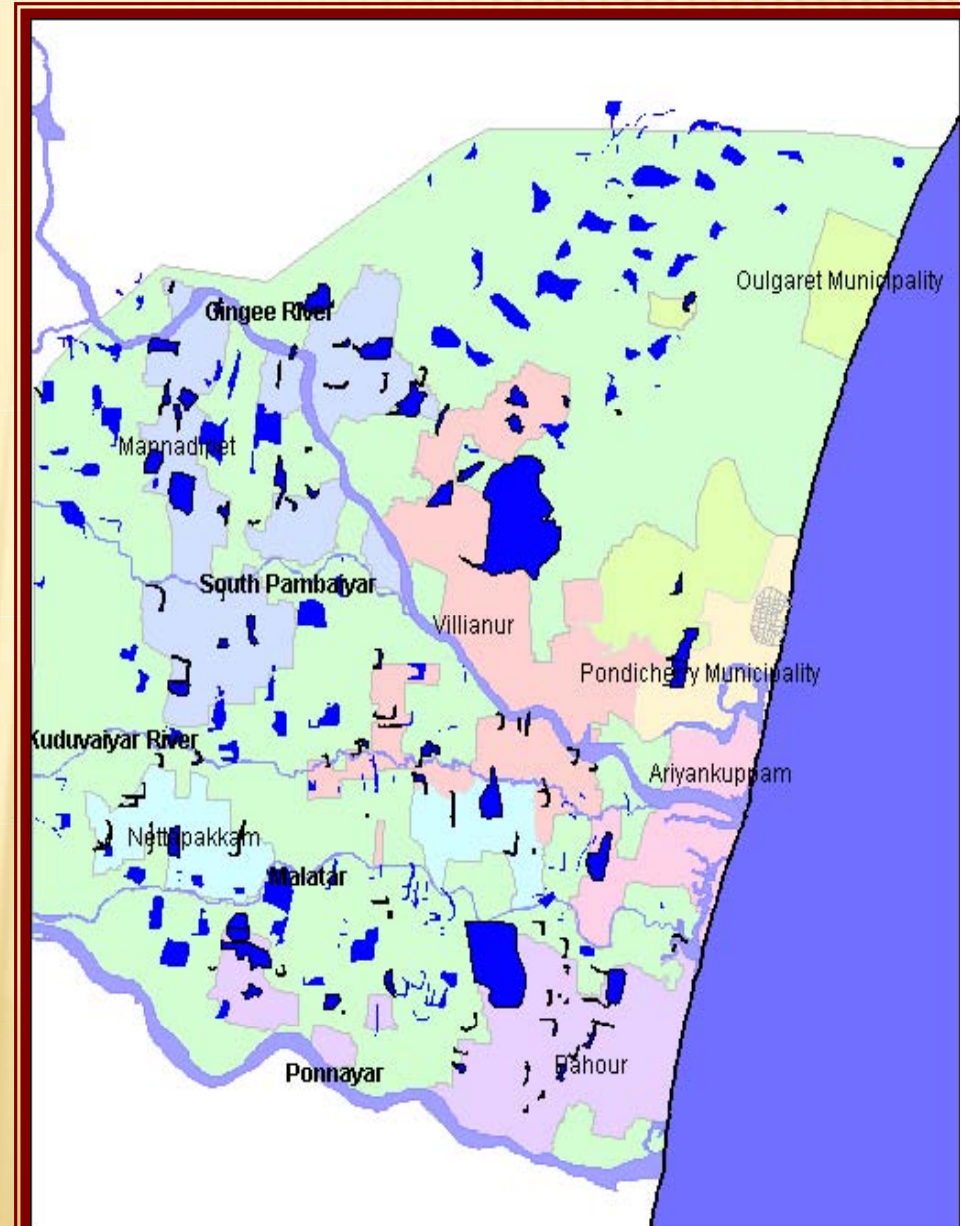 Oulgaret Municipality
Gingee River
Mannadipet
South Pambaiyar
Villianur
Pondicherry Municipality
Kuduvaiyar River
Ariyankuppam
Nettapakkam
Malatar
Ponnayar
Bahour